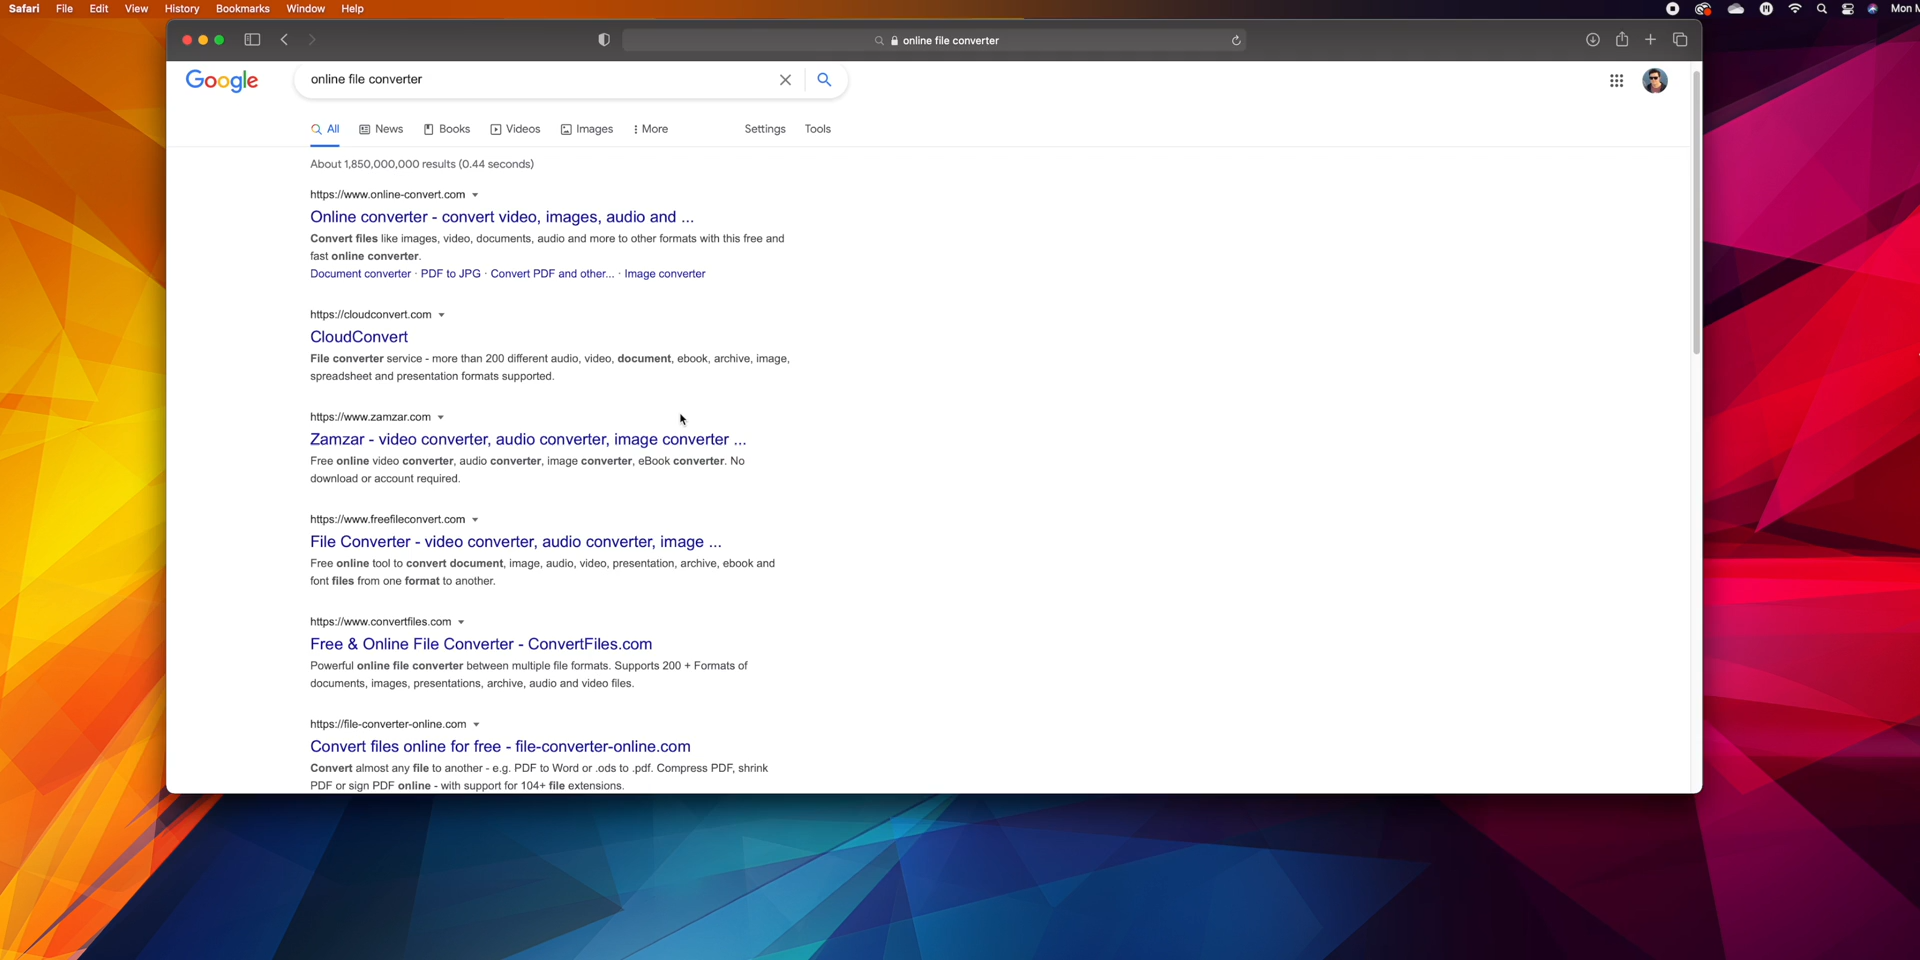 Safari File Edit View History Bookmarks Window Help Mon M
online file converter
Google online file converter
All News Books Videos Images More Settings Tools
About 1,850,000,000 results (0.44 seconds)
https://www.online-convert.com
Online converter - convert video, images, audio and ...
Convert files like images, video, documents, audio and more to other formats with this free and
fast online converter.
Document converter · PDF to JPG · Convert PDF and other... · Image converter
https://cloudconvert.com
CloudConvert
File converter service - more than 200 different audio, video, document, ebook, archive, image,
spreadsheet and presentation formats supported.
https://www.zamzar.com
Zamzar - video converter, audio converter, image converter ...
Free online video converter, audio converter, image converter, eBook converter. No
download or account required.
https://www.freefileconvert.com
File Converter - video converter, audio converter, image ...
Free online tool to convert document, image, audio, video, presentation, archive, ebook and
font files from one format to another.
https://www.convertfiles.com
Free & Online File Converter - ConvertFiles.com
Powerful online file converter between multiple file formats. Supports 200 + Formats of
documents, images, presentations, archive, audio and video files.
https://file-converter-online.com
Convert files online for free - file-converter-online.com
Convert almost any file to another - e.g. PDF to Word or .ods to .pdf. Compress PDF, shrink
PDF or sign PDF online - with support for 104+ file extensions.